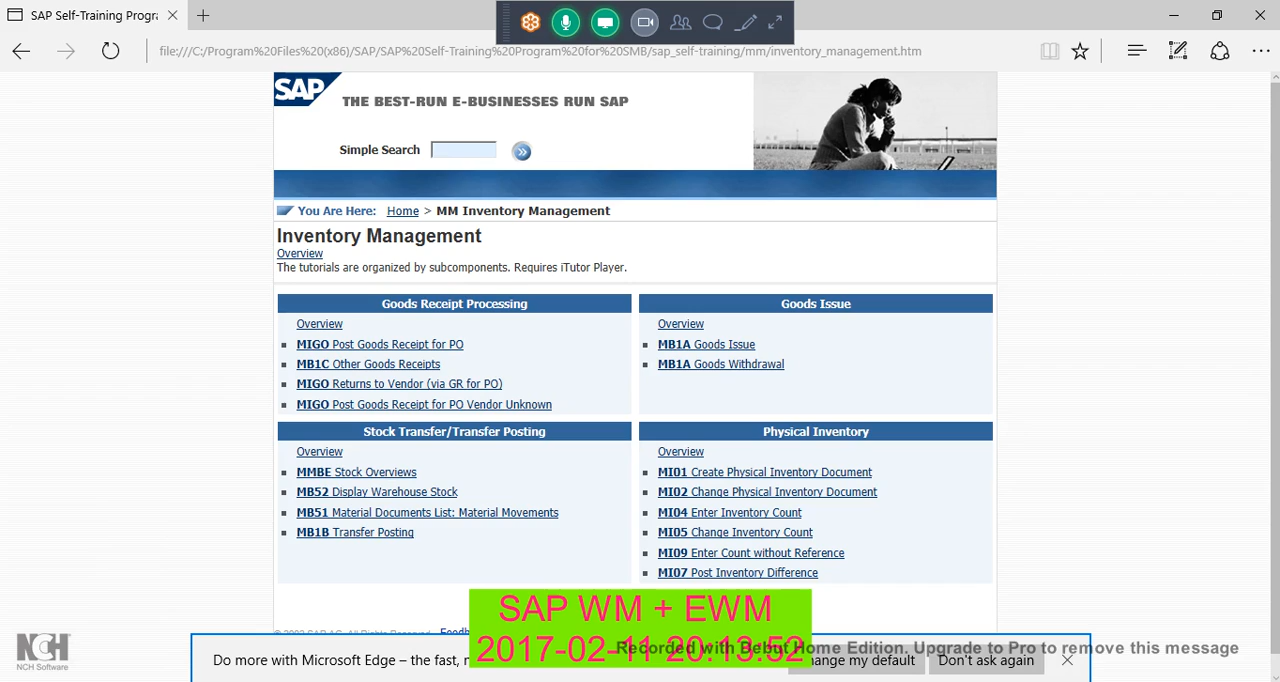 SAP Self-Training Progra
file:///C:/Program%20Files%20(x86)/SAP/SAP%20Self-Training%20Program%20for%20SMB/sap_self-training/mm/inventory_management.htm
SAP
THE BEST-RUN E-BUSINESSES RUN SAP
Simple Search
You Are Here: Home > MM Inventory Management
Inventory Management
Overview
The tutorials are organized by subcomponents. Requires iTutor Player.
Goods Receipt Processing
Overview
MIGO Post Goods Receipt for PO
MB1C Other Goods Receipts
MIGO Returns to Vendor (via GR for PO)
MIGO Post Goods Receipt for PO Vendor Unknown
Goods Issue
Overview
MB1A Goods Issue
MB1A Goods Withdrawal
Stock Transfer/Transfer Posting
Overview
MMBE Stock Overviews
MB52 Display Warehouse Stock
MB51 Material Documents List: Material Movements
MB1B Transfer Posting
Physical Inventory
Overview
MI01 Create Physical Inventory Document
MI02 Change Physical Inventory Document
MI04 Enter Inventory Count
MI05 Change Inventory Count
MI09 Enter Count without Reference
MI07 Post Inventory Difference
SAP WM + EWM
2017-02-11 20:13:52
Recorded with Debut Home Edition. Upgrade to Pro to remove this message
NCH
NCH Software
Do more with Microsoft Edge – the fast,
Change my default
Don't ask again